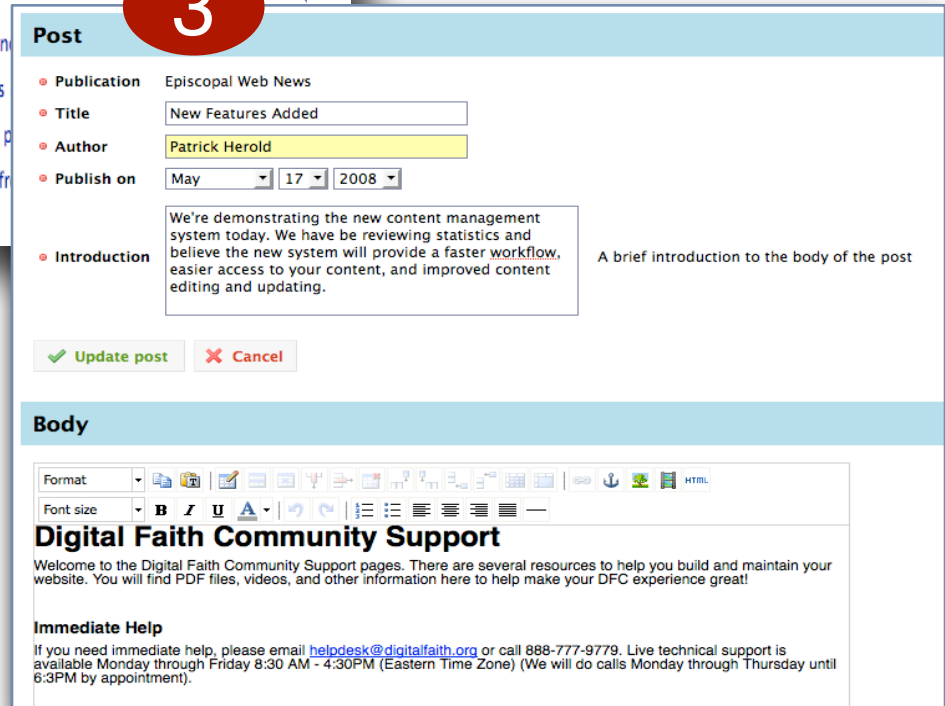 3
Post
Publication Episcopal Web News
Title New Features Added
Author Patrick Herold
Publish on May 17 2008
We're demonstrating the new content management
system today. We have be reviewing statistics and
believe the new system will provide a faster workflow,
Introduction easier access to your content, and improved content A brief introduction to the body of the post
editing and updating.
Update post Cancel
Body
Format HTML
Font size B I U A
Digital Faith Community Support
Welcome to the Digital Faith Community Support pages. There are several resources to help you build and maintain your
website. You will find PDF files, videos, and other information here to help make your DFC experience great!
Immediate Help
If you need immediate help, please email helpdesk@digitalfaith.org or call 888-777-9779. Live technical support is
available Monday through Friday 8:30 AM - 4:30PM (Eastern Time Zone) (We will do calls Monday through Thursday until
6:3PM by appointment).